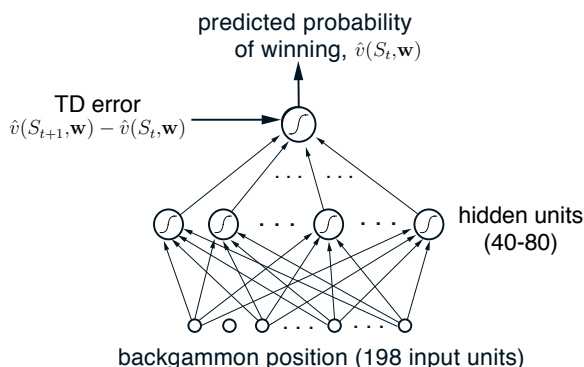 predicted probability
of winning, v̂(S_t,w)
TD error
v̂(S_{t+1},w) − v̂(S_t,w)
hidden units
(40-80)
backgammon position (198 input units)